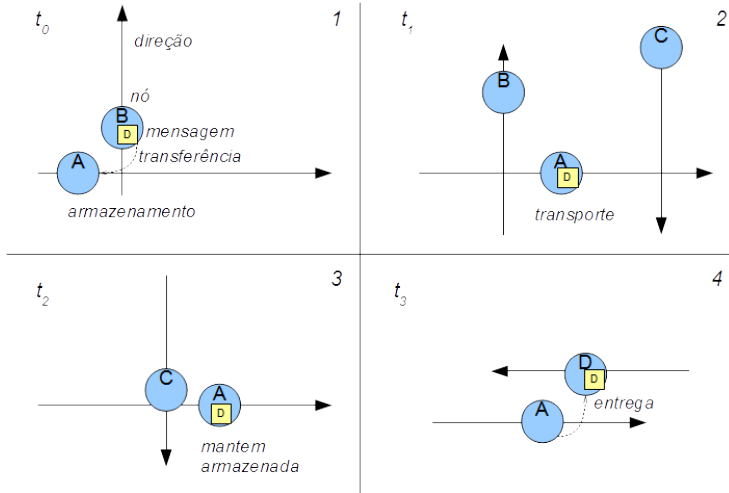 t0
1
direção
nó
B
D
mensagem
A
transferência
armazenamento
t1
2
C
B
A
D
transporte
t2
3
C
A
D
mantem
armazenada
t3
4
D
D
entrega
A